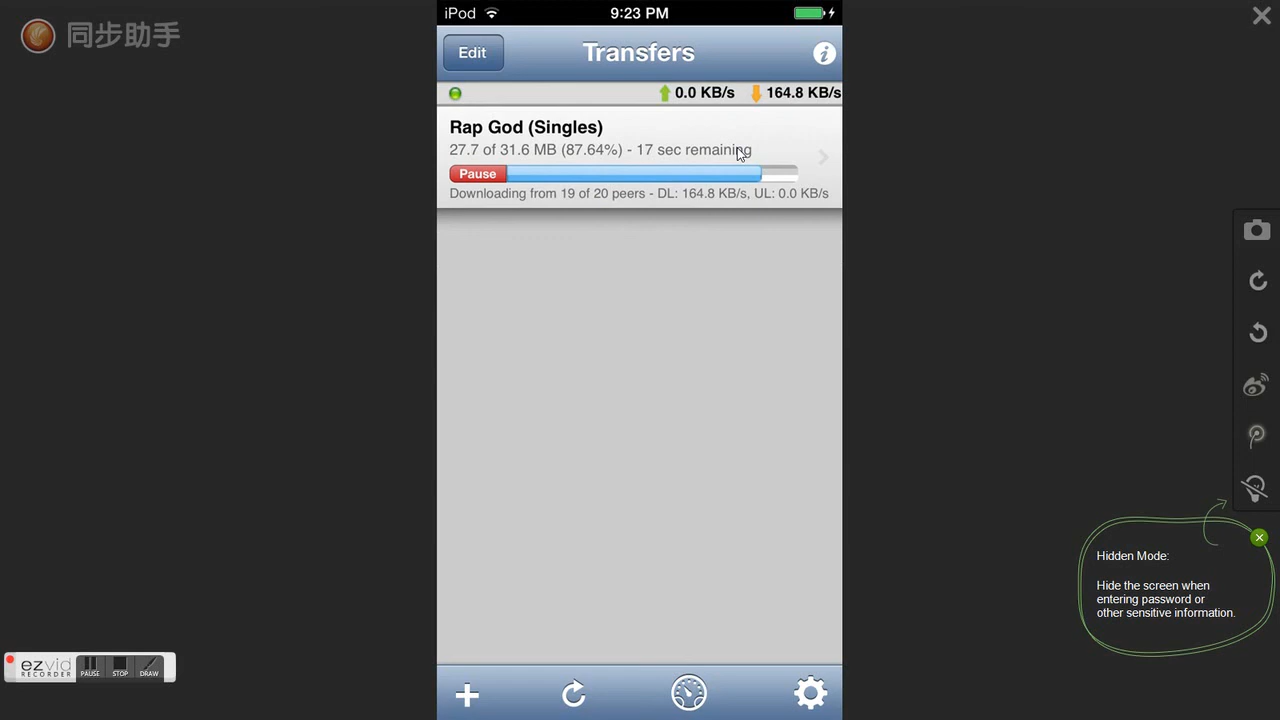 同步助手
iPod 9:23 PM
Edit Transfers
0.0 KB/s 164.8 KB/s
Rap God (Singles)
27.7 of 31.6 MB (87.64%) - 17 sec remaining
Pause
Downloading from 19 of 20 peers - DL: 164.8 KB/s, UL: 0.0 KB/s
Hidden Mode:
Hide the screen when
entering password or
other sensitive information.
ezvid
RECORDER
PAUSE STOP DRAW